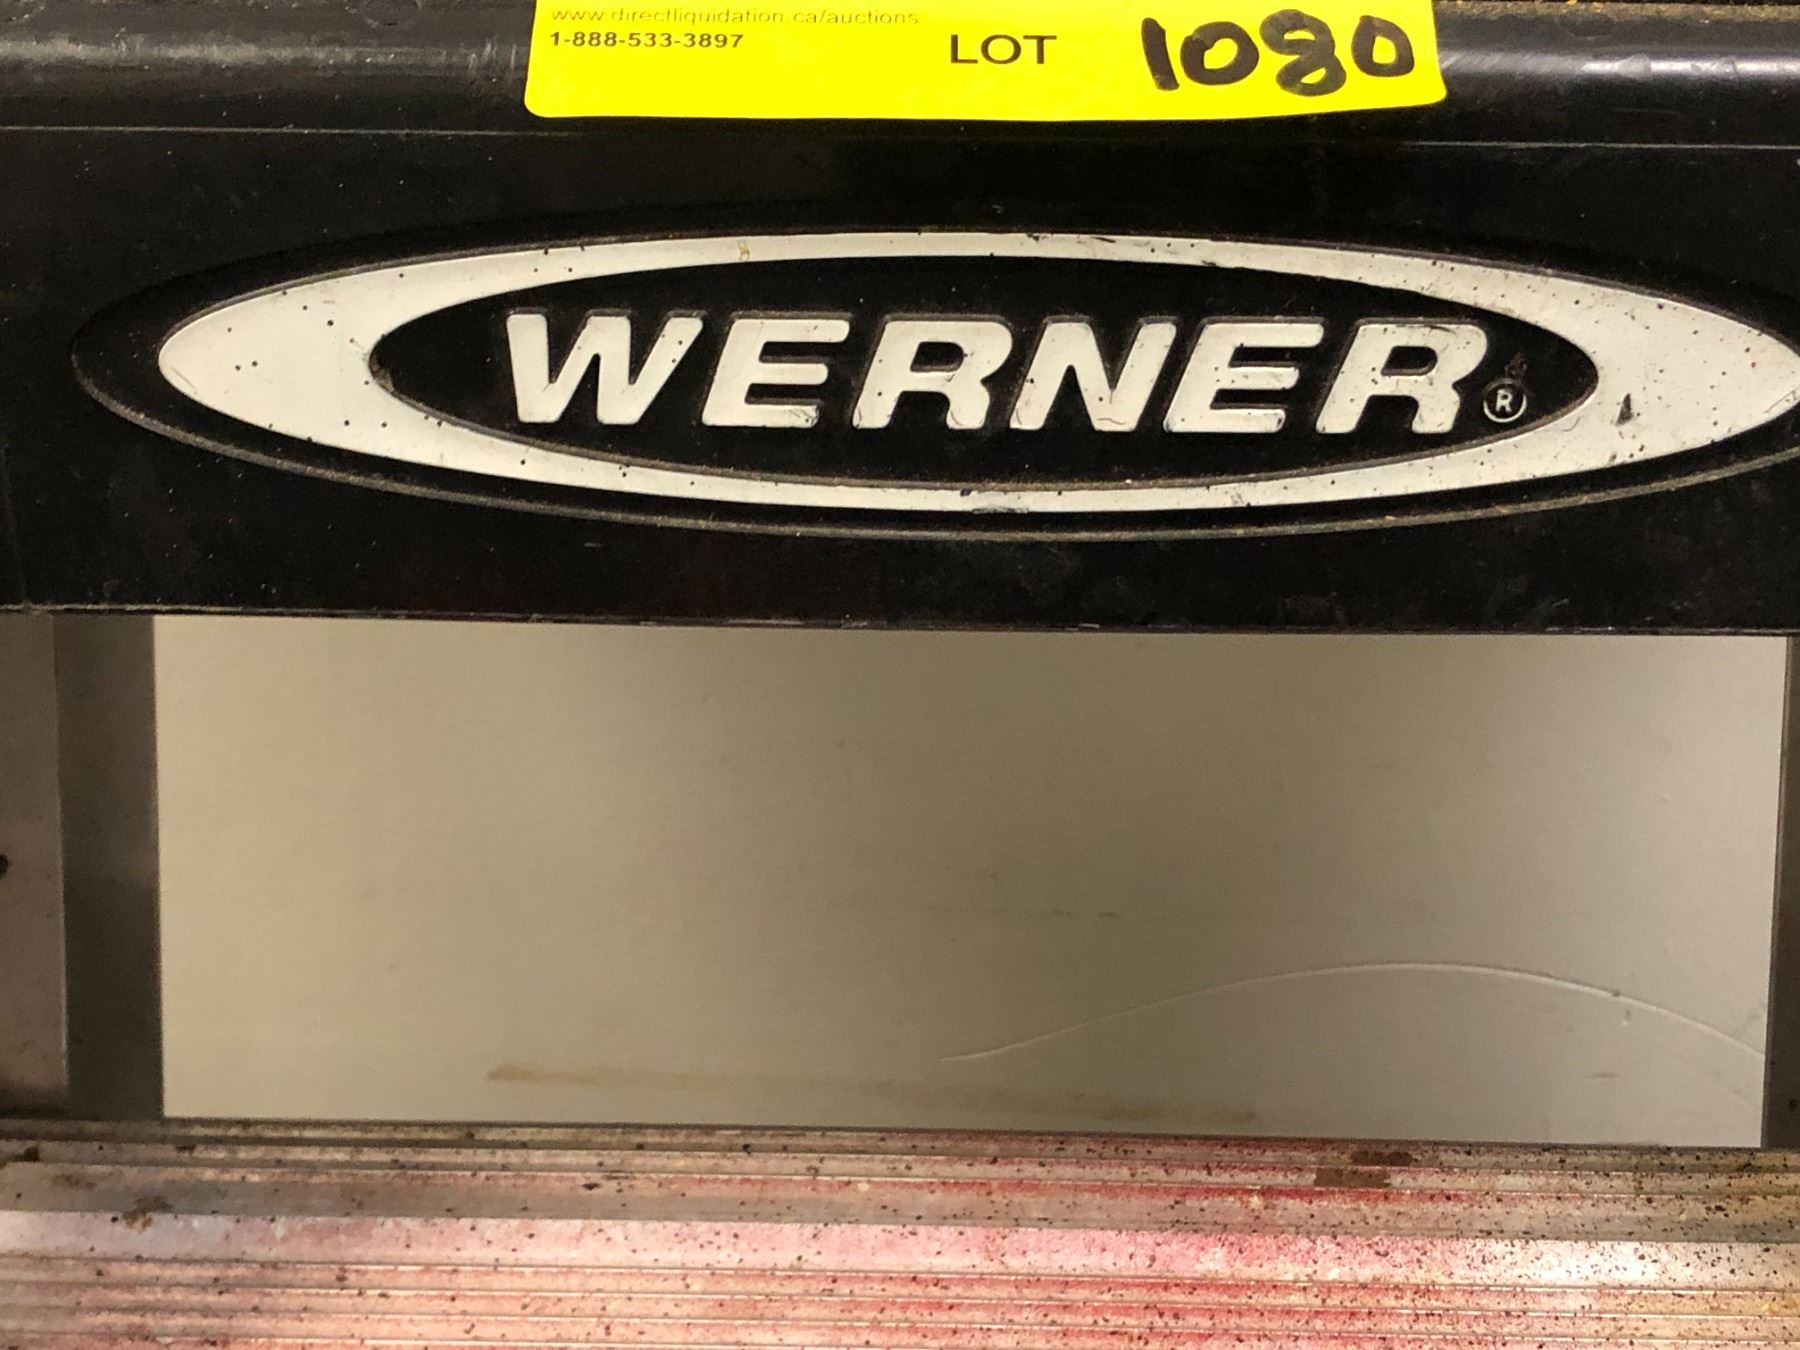 www.directliquidation.ca/auctions
1-888-533-3897
LOT 1080
WERNER®